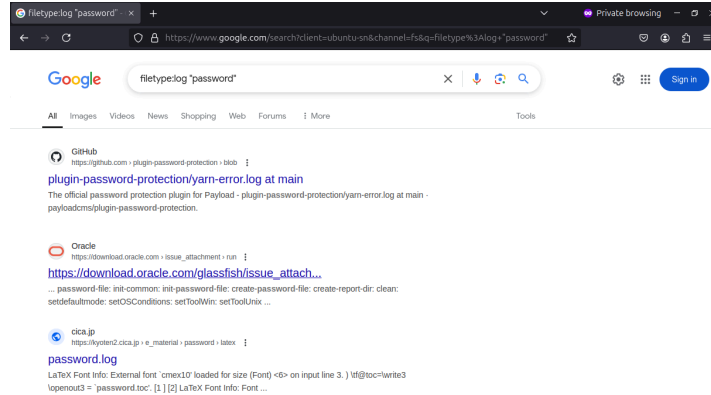 filetype:log "password" -
Private browsing
https://www.google.com/search?client=ubuntu-sn&channel=fs&q=filetype%3Alog+"password"
Google
filetype:log "password"
Sign in
All Images Videos News Shopping Web Forums More Tools
GitHub
https://github.com › plugin-password-protection › blob
plugin-password-protection/yarn-error.log at main
The official password protection plugin for Payload - plugin-password-protection/yarn-error.log at main ·
payloadcms/plugin-password-protection.
Oracle
https://download.oracle.com › issue_attachment › run
https://download.oracle.com/glassfish/issue_attach...
... password-file: init-common: init-password-file: create-password-file: create-report-dir: clean:
setdefaultmode: setOSConditions: setToolWin: setToolUnix ...
cica.jp
https://kyoten2.cica.jp › e_material › password › latex
password.log
LaTeX Font Info: External font `cmex10' loaded for size (Font) <6> on input line 3. ) \tf@toc=\write3
\openout3 = `password.toc'. [1 ] [2] LaTeX Font Info: Font ...